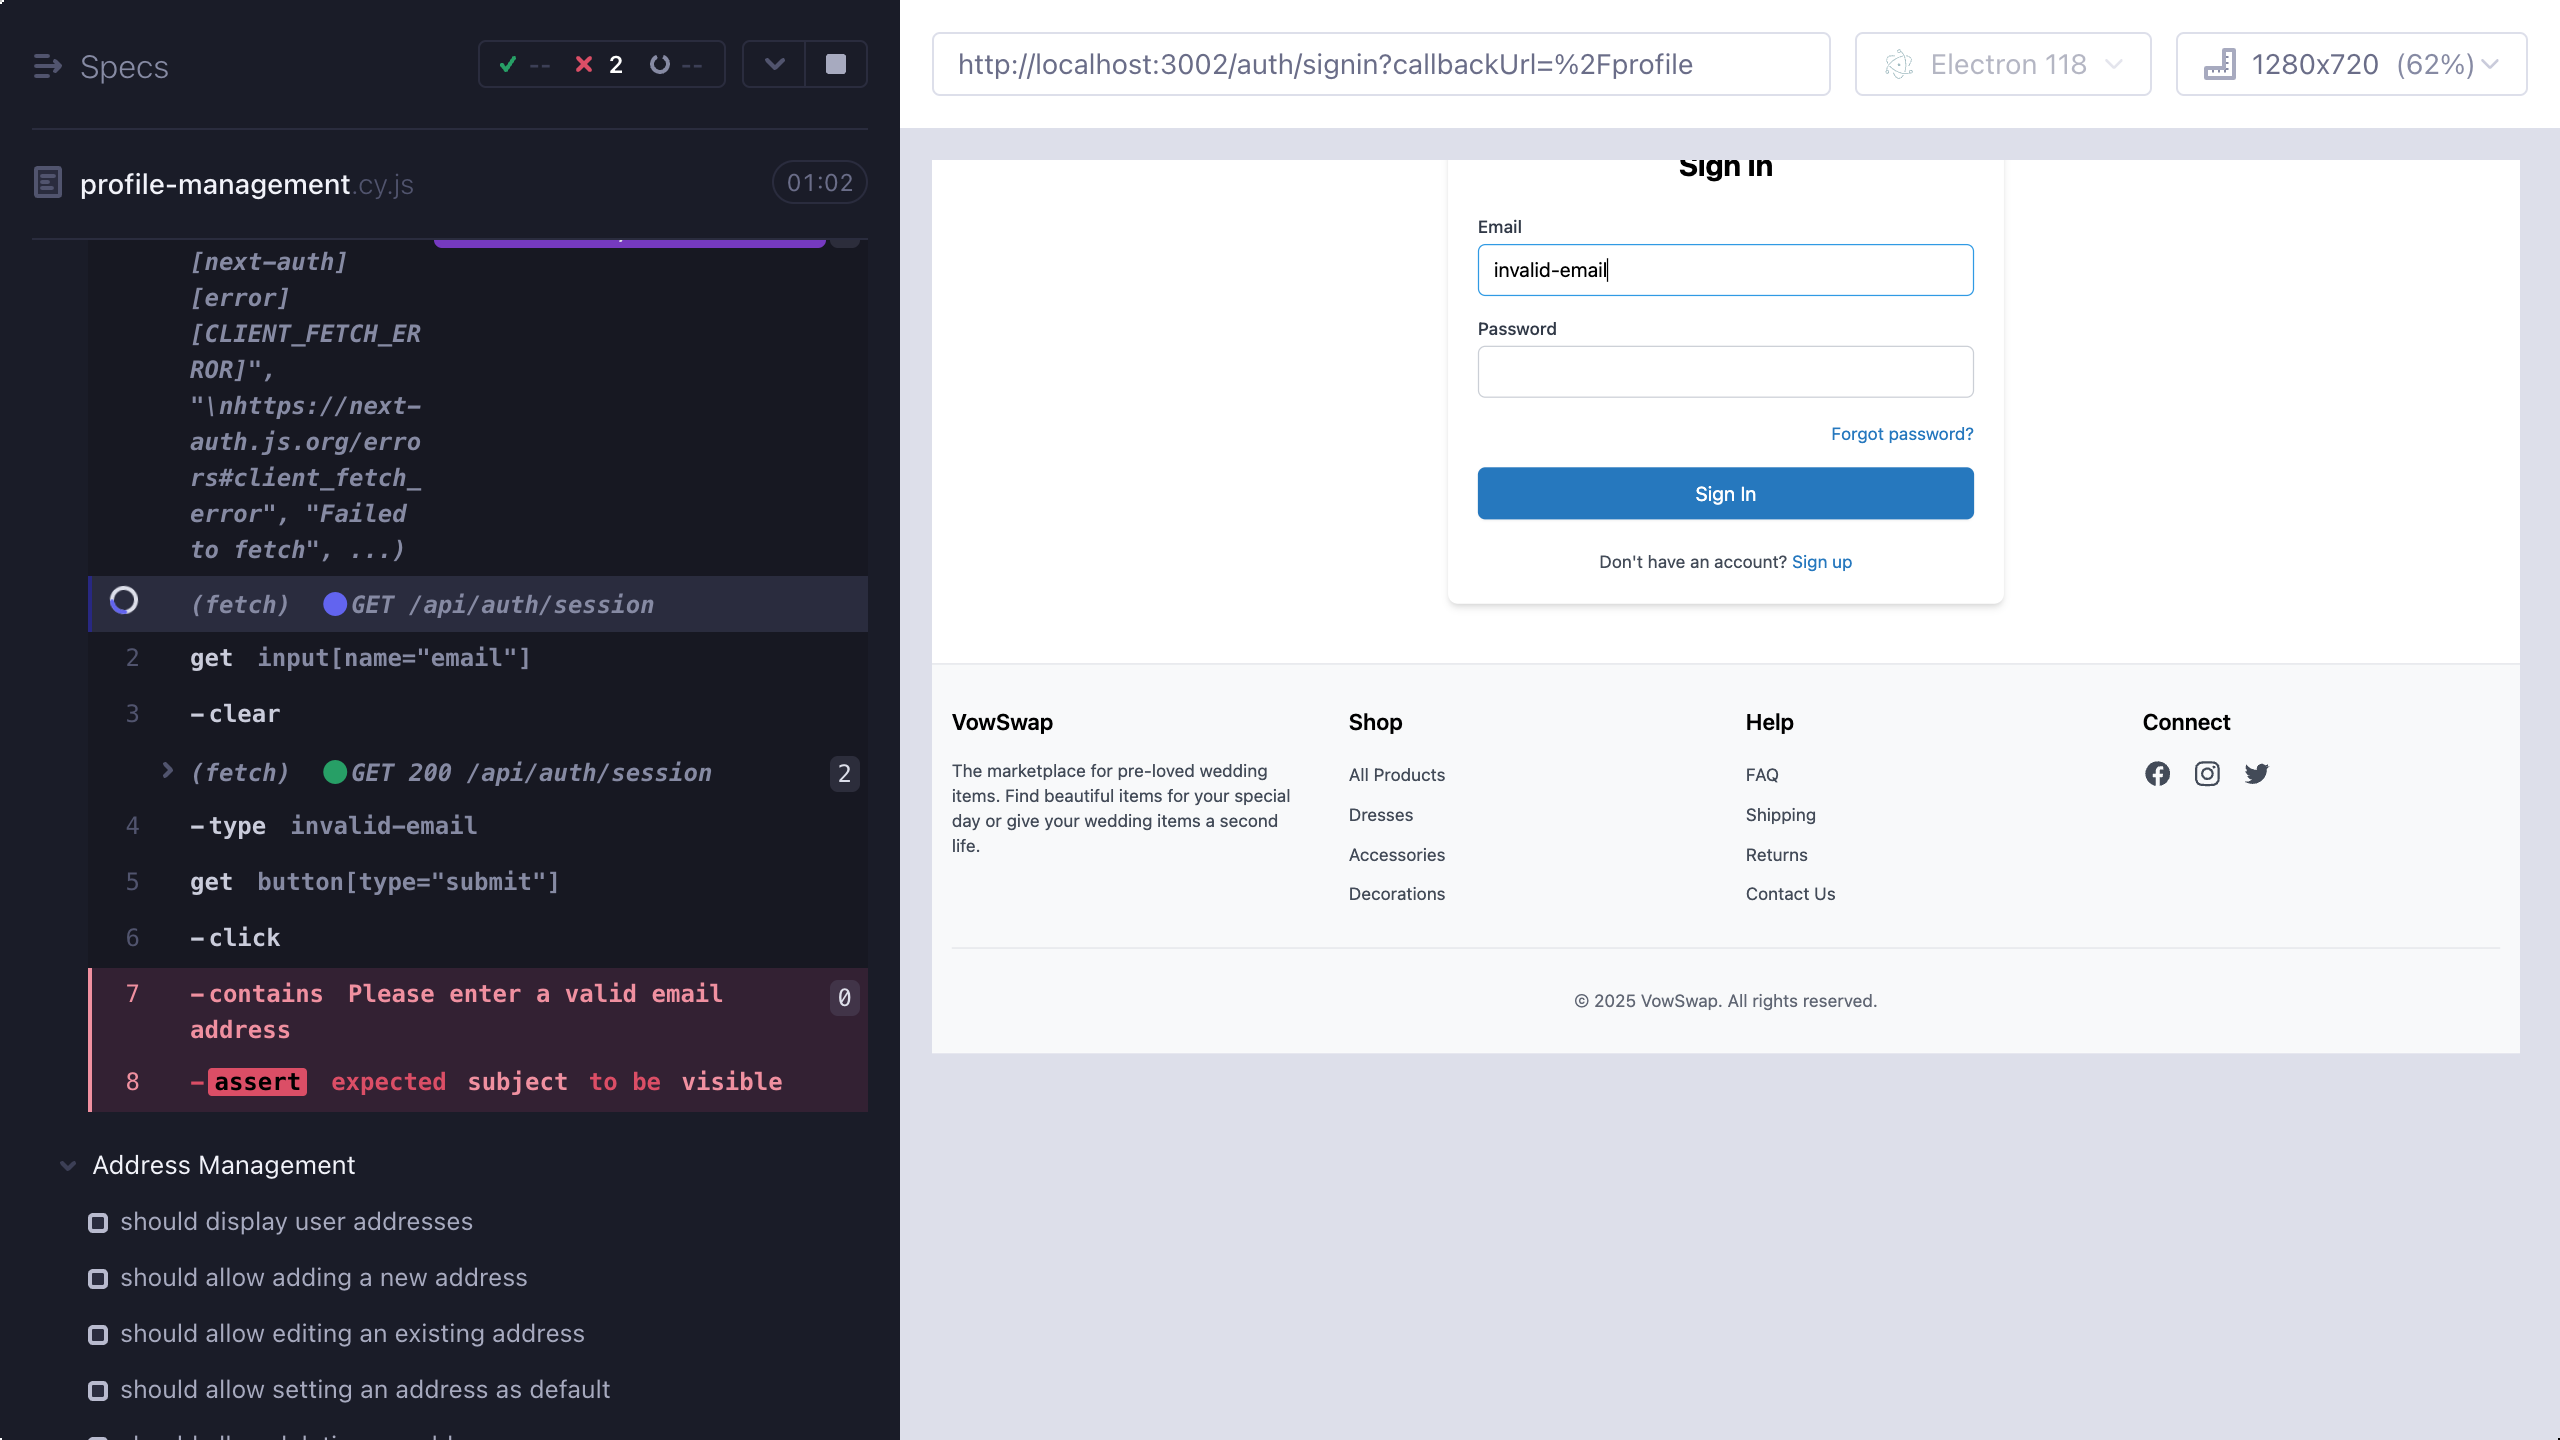 Specs
-- 2 --
profile-management.cy.js
01:02
[next-auth]
[error]
[CLIENT_FETCH_ER
ROR]",
"\nhttps://next-
auth.js.org/erro
rs#client_fetch_
error", "Failed
to fetch", ...)
(fetch) GET /api/auth/session
2 get input[name="email"]
3 -clear
(fetch) GET 200 /api/auth/session 2
4 -type invalid-email
5 get button[type="submit"]
6 -click
7 -contains Please enter a valid email 0
address
8 -assert expected subject to be visible
Address Management
should display user addresses
should allow adding a new address
should allow editing an existing address
should allow setting an address as default
http://localhost:3002/auth/signin?callbackUrl=%2Fprofile
Electron 118
1280x720 (62%)
Sign In
Email
invalid-email
Password
Forgot password?
Sign In
Don't have an account? Sign up
VowSwap
The marketplace for pre-loved wedding
items. Find beautiful items for your special
day or give your wedding items a second
life.
Shop
All Products
Dresses
Accessories
Decorations
Help
FAQ
Shipping
Returns
Contact Us
Connect
© 2025 VowSwap. All rights reserved.